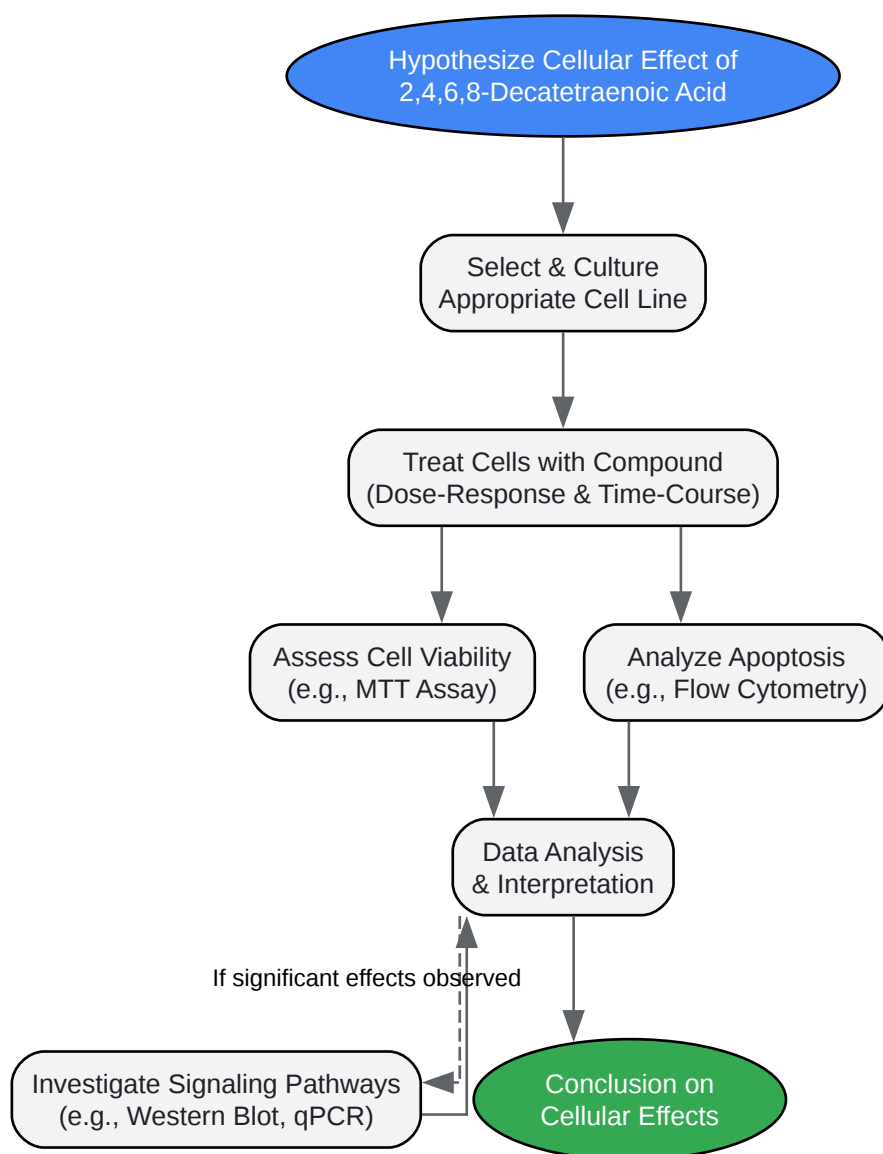 Hypothesize Cellular Effect of
2,4,6,8-Decatetraenoic Acid
Select & Culture
Appropriate Cell Line
Treat Cells with Compound
(Dose-Response & Time-Course)
Assess Cell Viability
(e.g., MTT Assay)
Analyze Apoptosis
(e.g., Flow Cytometry)
Data Analysis
& Interpretation
If significant effects observed
Investigate Signaling Pathways
(e.g., Western Blot, qPCR)
Conclusion on
Cellular Effects